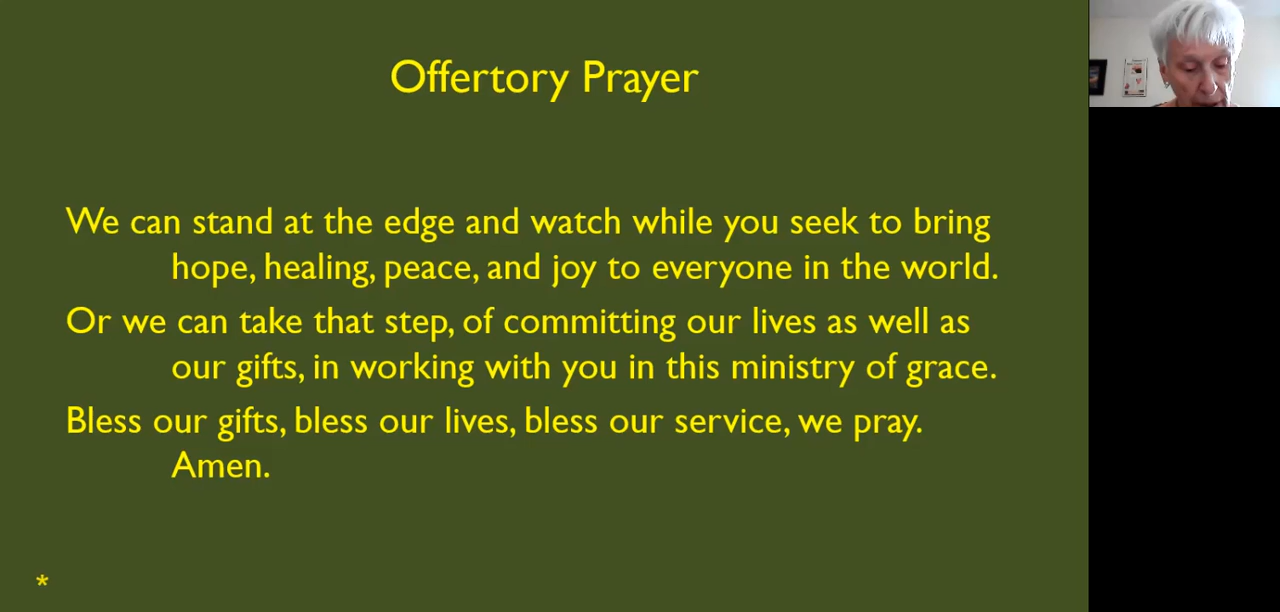 Offertory Prayer
We can stand at the edge and watch while you seek to bring
hope, healing, peace, and joy to everyone in the world.
Or we can take that step, of committing our lives as well as
our gifts, in working with you in this ministry of grace.
Bless our gifts, bless our lives, bless our service, we pray.
Amen.
*